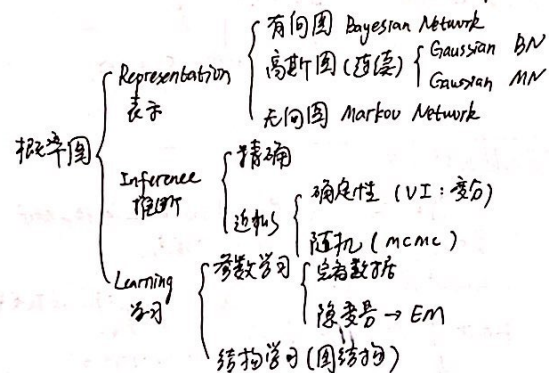 有向图 Bayesian Network
Representation 高斯图(连续) Gaussian BN
表示 Gaussian MN
无向图 Markov Network
概率图
精确
Inference
推断 确定性 (VI:变分)
近似
随机 (MCMC)
Learning 参数学习 完备数据
学习 隐变量 → EM
结构学习(图结构)